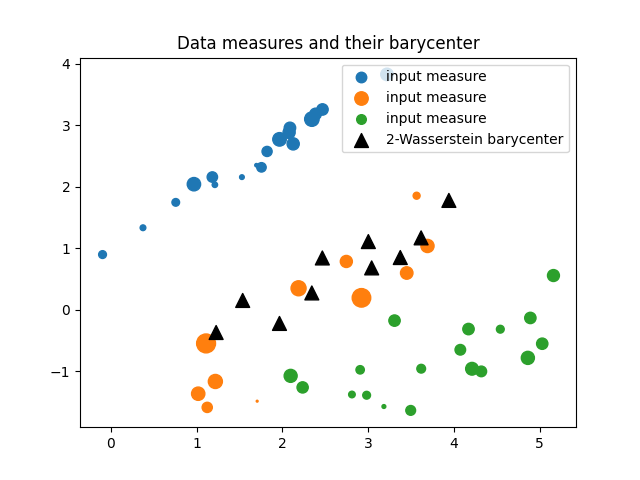 Data measures and their barycenter
4
3
2
1
0
−1
0
1
2
3
4
5
input measure
input measure
input measure
2-Wasserstein barycenter